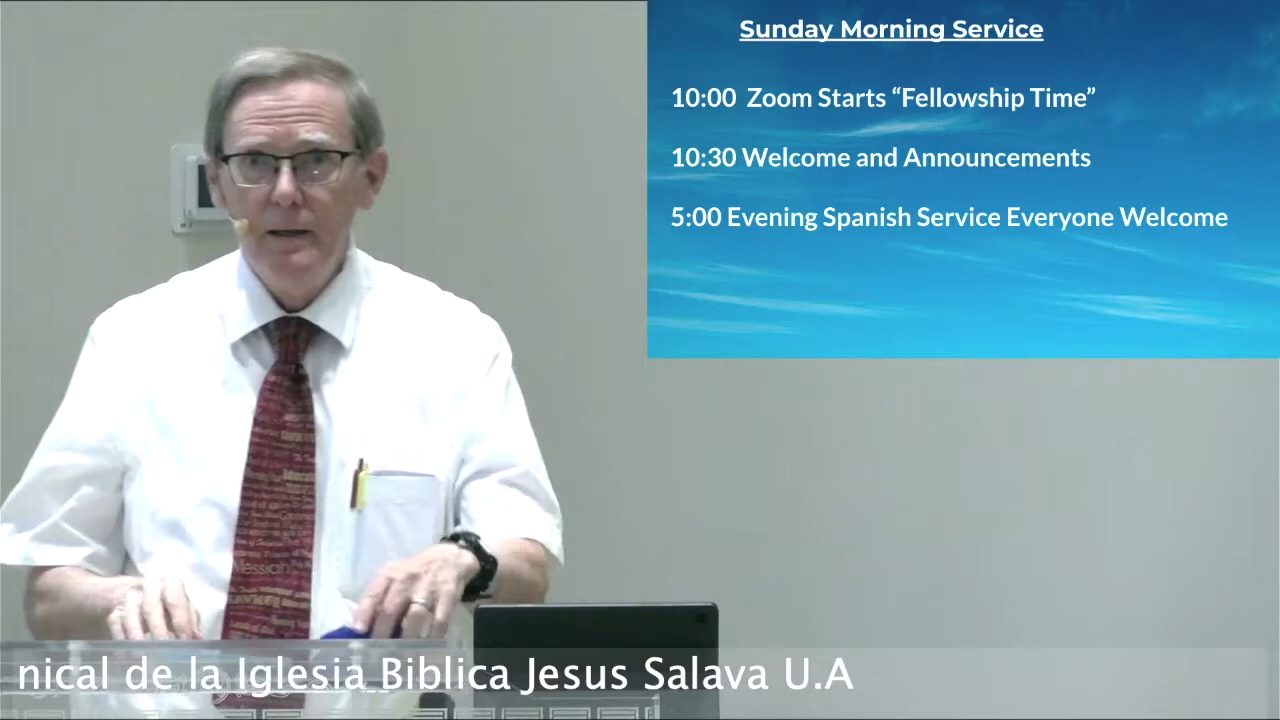 Sunday Morning Service
10:00 Zoom Starts “Fellowship Time”
10:30 Welcome and Announcements
5:00 Evening Spanish Service Everyone Welcome
Messiah
nical de la Iglesia Biblica Jesus Salava U.A